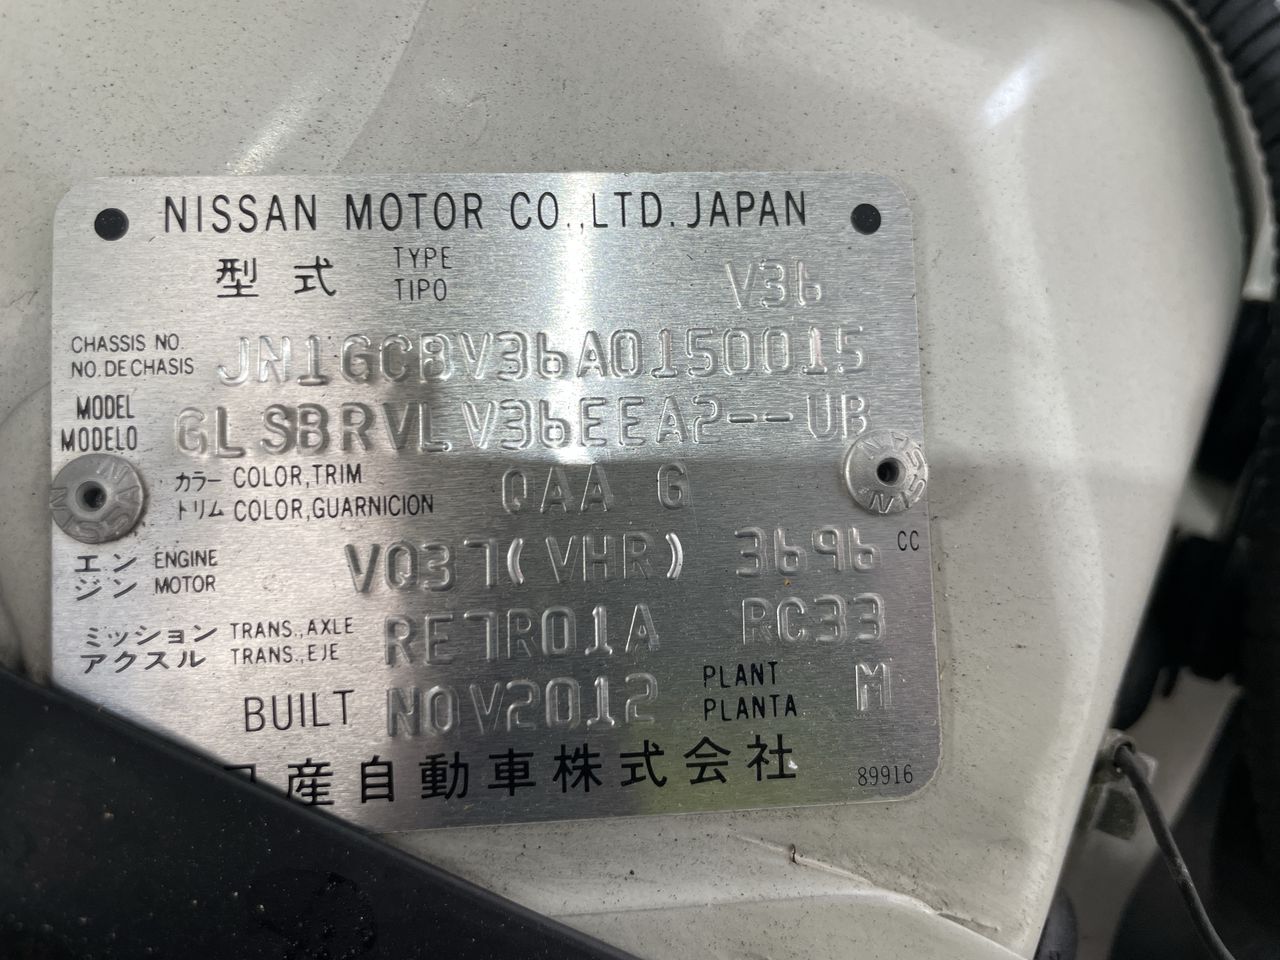 NISSAN MOTOR CO.,LTD. JAPAN
型式 TYPE V36
TIPO
CHASSIS NO. JN1GCBV36A0150015
NO. DE CHASIS
MODEL GLSBRVLV36EEA2--UB
MODELO
カラー COLOR,TRIM QAA G
トリム COLOR,GUARNICION
エン ENGINE VQ37(VHR) 3696 CC
ジン MOTOR
ミッション TRANS.,AXLE RE7R01A RC33
アクスル TRANS.,EJE
BUILT NOV2012 PLANT M
PLANTA
産自動車株式会社 89916